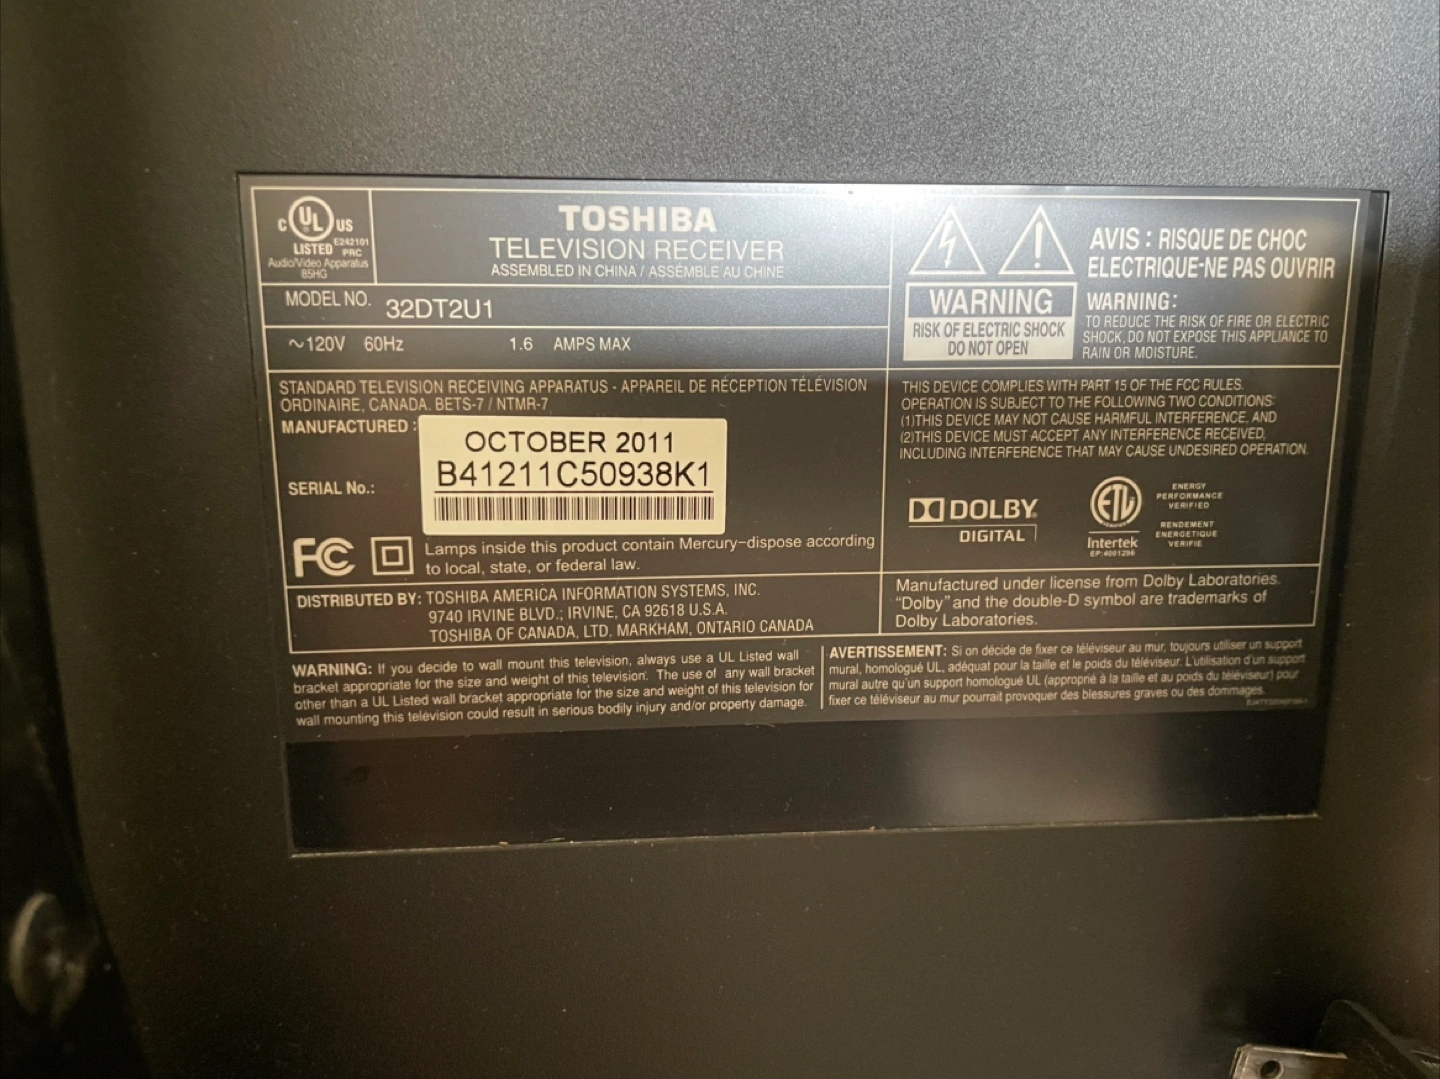 C UL US
LISTED E242101
PRC
Audio/Video Apparatus
85HG
TOSHIBA
TELEVISION RECEIVER
ASSEMBLED IN CHINA / ASSEMBLÉ AU CHINE
MODEL NO. 32DT2U1
~120V 60Hz 1.6 AMPS MAX
STANDARD TELEVISION RECEIVING APPARATUS - APPAREIL DE RÉCEPTION TÉLÉVISION
ORDINAIRE, CANADA. BETS-7 / NTMR-7
MANUFACTURED :
OCTOBER 2011
B41211C50938K1
SERIAL No.:
FC
Lamps inside this product contain Mercury-dispose according
to local, state, or federal law.
DISTRIBUTED BY: TOSHIBA AMERICA INFORMATION SYSTEMS, INC.
9740 IRVINE BLVD.; IRVINE, CA 92618 U.S.A.
TOSHIBA OF CANADA, LTD. MARKHAM, ONTARIO CANADA
AVIS : RISQUE DE CHOC
ELECTRIQUE-NE PAS OUVRIR
WARNING
RISK OF ELECTRIC SHOCK
DO NOT OPEN
WARNING:
TO REDUCE THE RISK OF FIRE OR ELECTRIC
SHOCK, DO NOT EXPOSE THIS APPLIANCE TO
RAIN OR MOISTURE.
THIS DEVICE COMPLIES WITH PART 15 OF THE FCC RULES.
OPERATION IS SUBJECT TO THE FOLLOWING TWO CONDITIONS:
(1)THIS DEVICE MAY NOT CAUSE HARMFUL INTERFERENCE, AND
(2)THIS DEVICE MUST ACCEPT ANY INTERFERENCE RECEIVED,
INCLUDING INTERFERENCE THAT MAY CAUSE UNDESIRED OPERATION.
DOLBY
DIGITAL
ETL
Intertek
EP:4001296
ENERGY
PERFORMANCE
VERIFIED
RENDEMENT
ENERGETIQUE
VERIFIE
Manufactured under license from Dolby Laboratories.
"Dolby" and the double-D symbol are trademarks of
Dolby Laboratories.
WARNING: If you decide to wall mount this television, always use a UL Listed wall
bracket appropriate for the size and weight of this television. The use of any wall bracket
other than a UL Listed wall bracket appropriate for the size and weight of this television for
wall mounting this television could result in serious bodily injury and/or property damage.
AVERTISSEMENT: Si on décide de fixer ce téléviseur au mur, toujours utiliser un support
mural, homologué UL, adéquat pour la taille et le poids du téléviseur. L'utilisation d'un support
mural autre qu'un support homologué UL (approprié à la taille et au poids du téléviseur) pour
fixer ce téléviseur au mur pourrait provoquer des blessures graves ou des dommages.